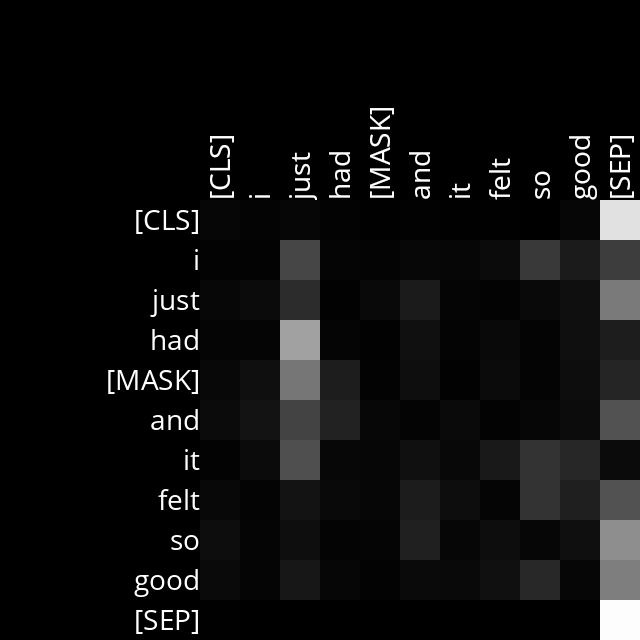 [CLS] i just had [MASK] and it felt so good [SEP]
[CLS]
i
just
had
[MASK]
and
it
felt
so
good
[SEP]